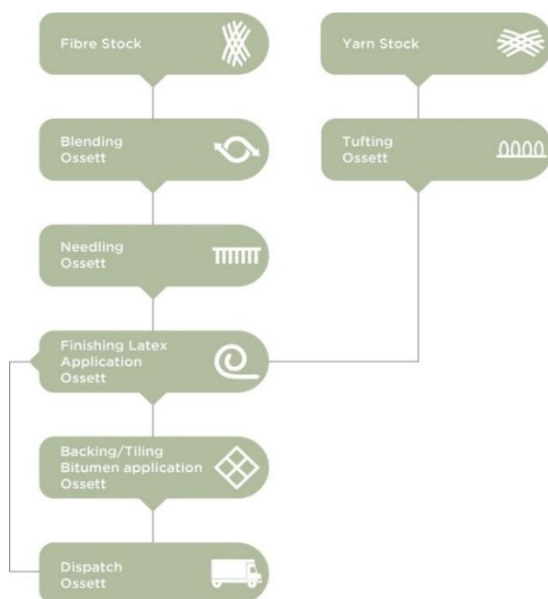 Fibre Stock
Yarn Stock
Blending
Ossett
Tufting
Ossett
Needling
Ossett
Finishing Latex
Application
Ossett
Backing/Tiling
Bitumen application
Ossett
Dispatch
Ossett